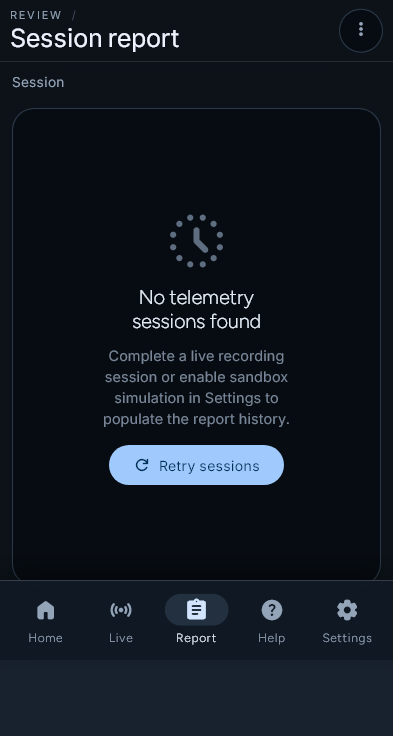 REVIEW /
Session report
Session
No telemetry
sessions found
Complete a live recording
session or enable sandbox
simulation in Settings to
populate the report history.
Retry sessions
Home
Live
Report
Help
Settings